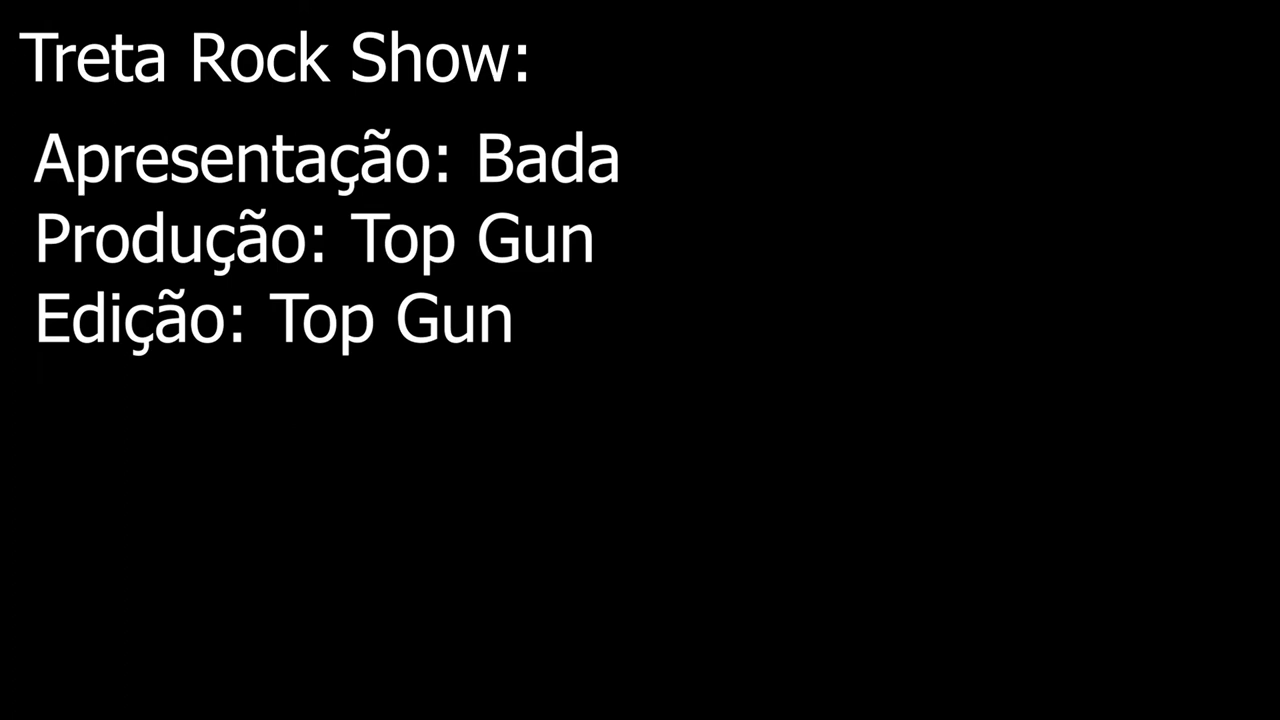 Treta Rock Show:
Apresentação: Bada
Produção: Top Gun
Edição: Top Gun